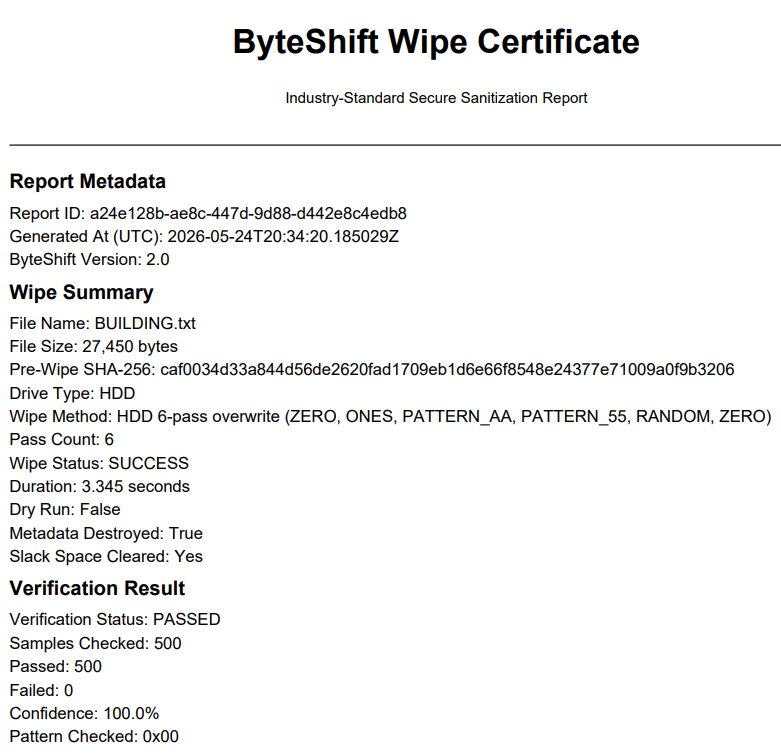 ByteShift Wipe Certificate
Industry-Standard Secure Sanitization Report
Report Metadata
Report ID: a24e128b-ae8c-447d-9d88-d442e8c4edb8
Generated At (UTC): 2026-05-24T20:34:20.185029Z
ByteShift Version: 2.0
Wipe Summary
File Name: BUILDING.txt
File Size: 27,450 bytes
Pre-Wipe SHA-256: caf0034d33a844d56de2620fad1709eb1d6e66f8548e24377e71009a0f9b3206
Drive Type: HDD
Wipe Method: HDD 6-pass overwrite (ZERO, ONES, PATTERN_AA, PATTERN_55, RANDOM, ZERO)
Pass Count: 6
Wipe Status: SUCCESS
Duration: 3.345 seconds
Dry Run: False
Metadata Destroyed: True
Slack Space Cleared: Yes
Verification Result
Verification Status: PASSED
Samples Checked: 500
Passed: 500
Failed: 0
Confidence: 100.0%
Pattern Checked: 0x00